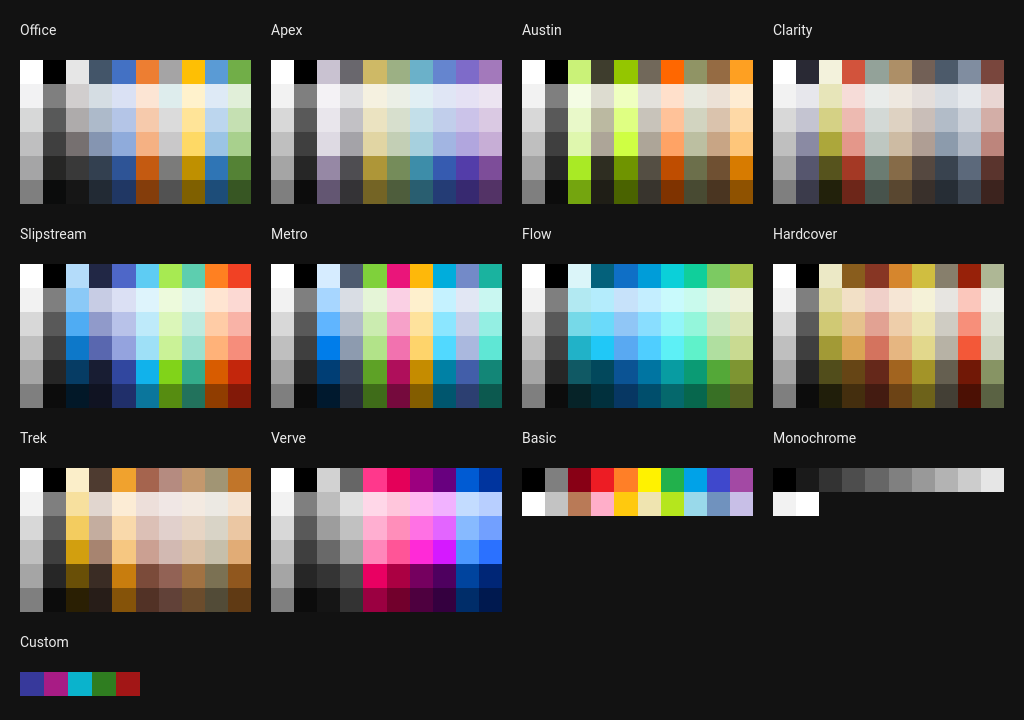 Office
Apex
Austin
Clarity
Slipstream
Metro
Flow
Hardcover
Trek
Verve
Basic
Monochrome
Custom